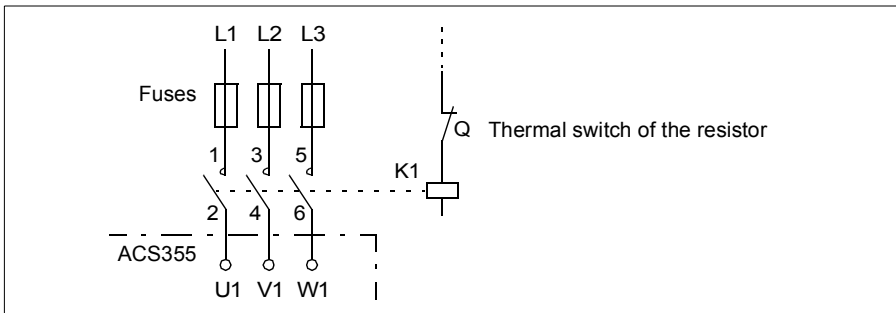 L1 L2 L3
Fuses
Q Thermal switch of the resistor
1 3 5
K1
2 4 6
ACS355
U1 V1 W1